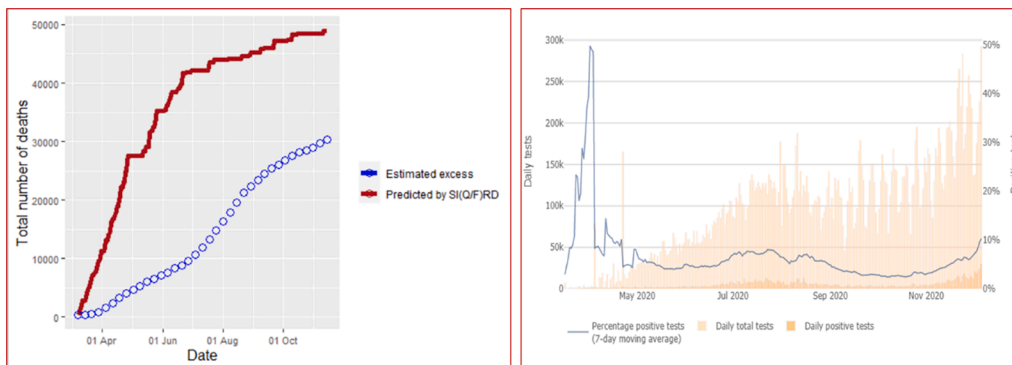 50000
40000
30000
20000
10000
0
Total number of deaths
01 Apr
01 Jun
01 Aug
01 Oct
Date
Estimated excess
Predicted by SI(Q/F)RD
300k
250k
200k
150k
100k
50k
0
Daily tests
50%
40%
30%
20%
10%
0%
May 2020
Jul 2020
Sep 2020
Nov 2020
Percentage positive tests
(7-day moving average)
Daily total tests
Daily positive tests